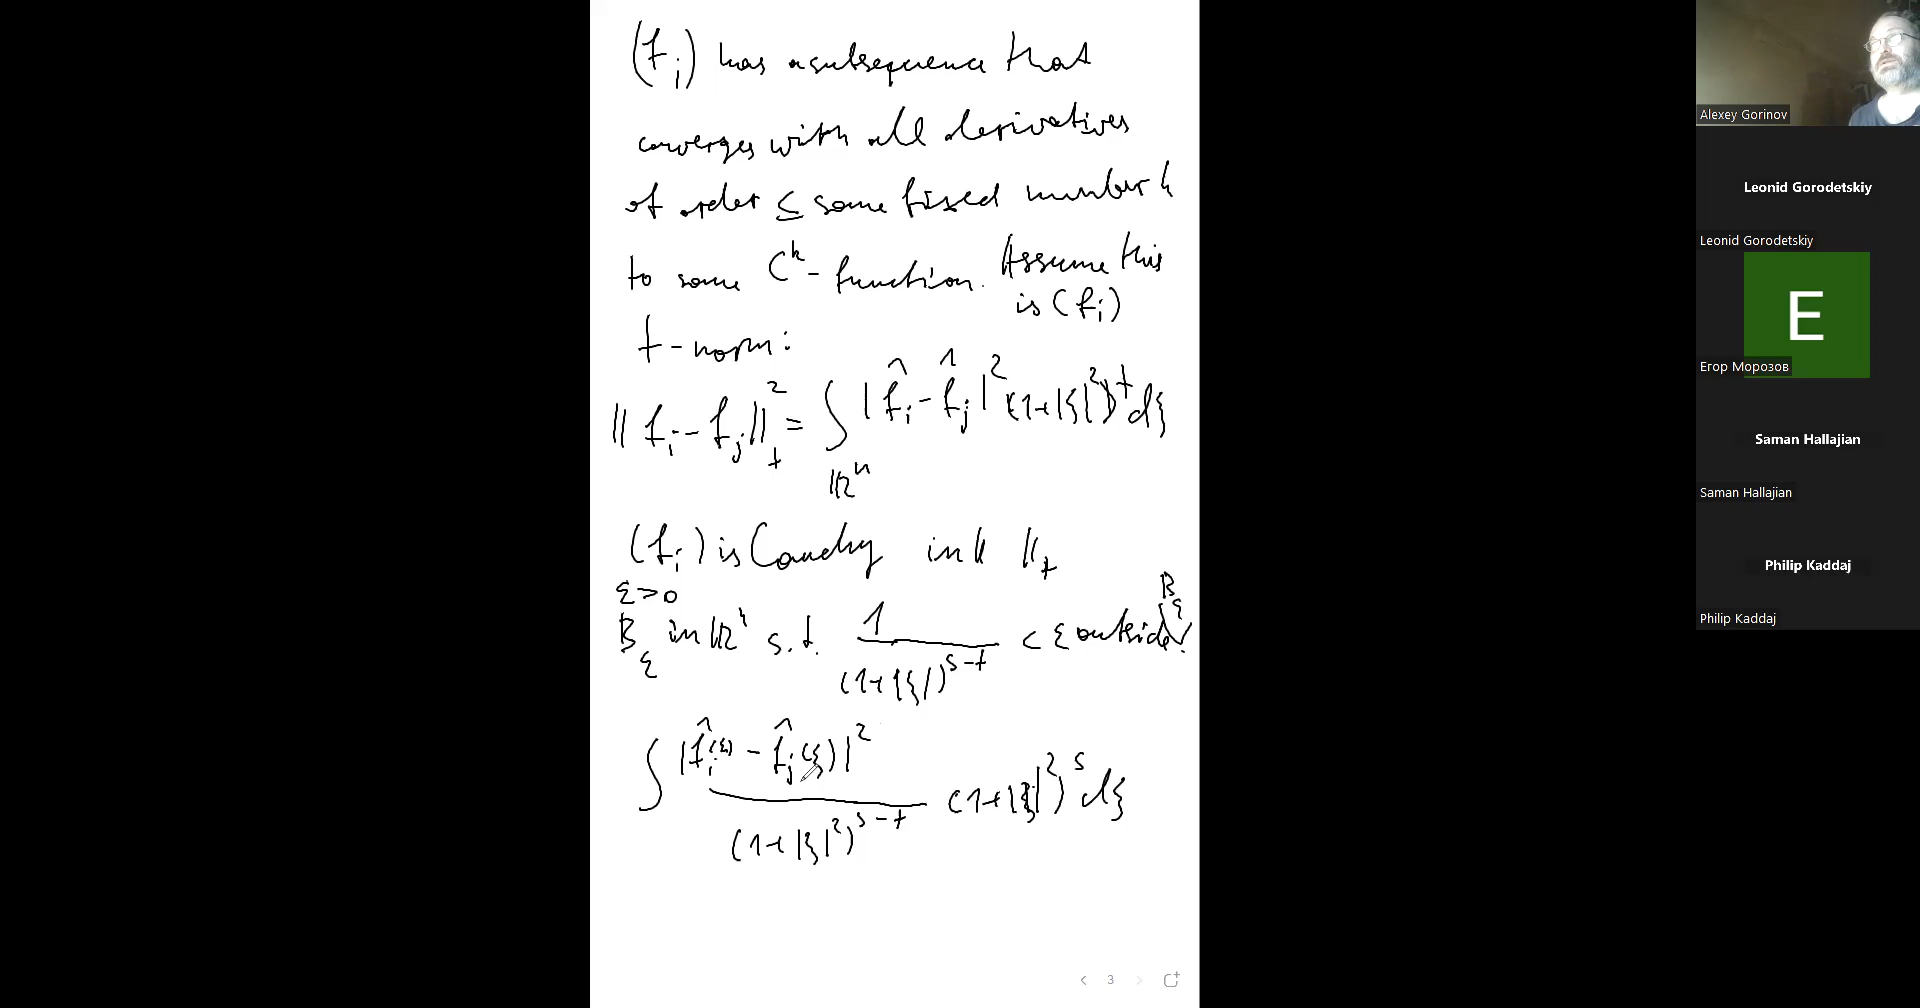 (f_i) has a subsequence that
converges with all derivatives
of order ≤ some fixed number k
to some C^k-function. Assume this
is (f_i)
t-norm:
‖f_i - f_j‖_t^2 = ∫_{ℝ^n} |f̂_i - f̂_j|^2 (1+|ξ|^2)^t dξ
(f_i) is Cauchy in ‖ ‖_t
ε>0
B_ε in ℝ^n s.t. 1/(1+|ξ|)^{s-t} < ε outside B_ε.
∫ |f̂_i(ξ) - f̂_j(ξ)|^2/(1+|ξ|^2)^{s-t} (1+|ξ|^2)^s dξ
3
Alexey Gorinov
Leonid Gorodetskiy
Leonid Gorodetskiy
E
Егор Морозов
Saman Hallajian
Saman Hallajian
Philip Kaddaj
Philip Kaddaj